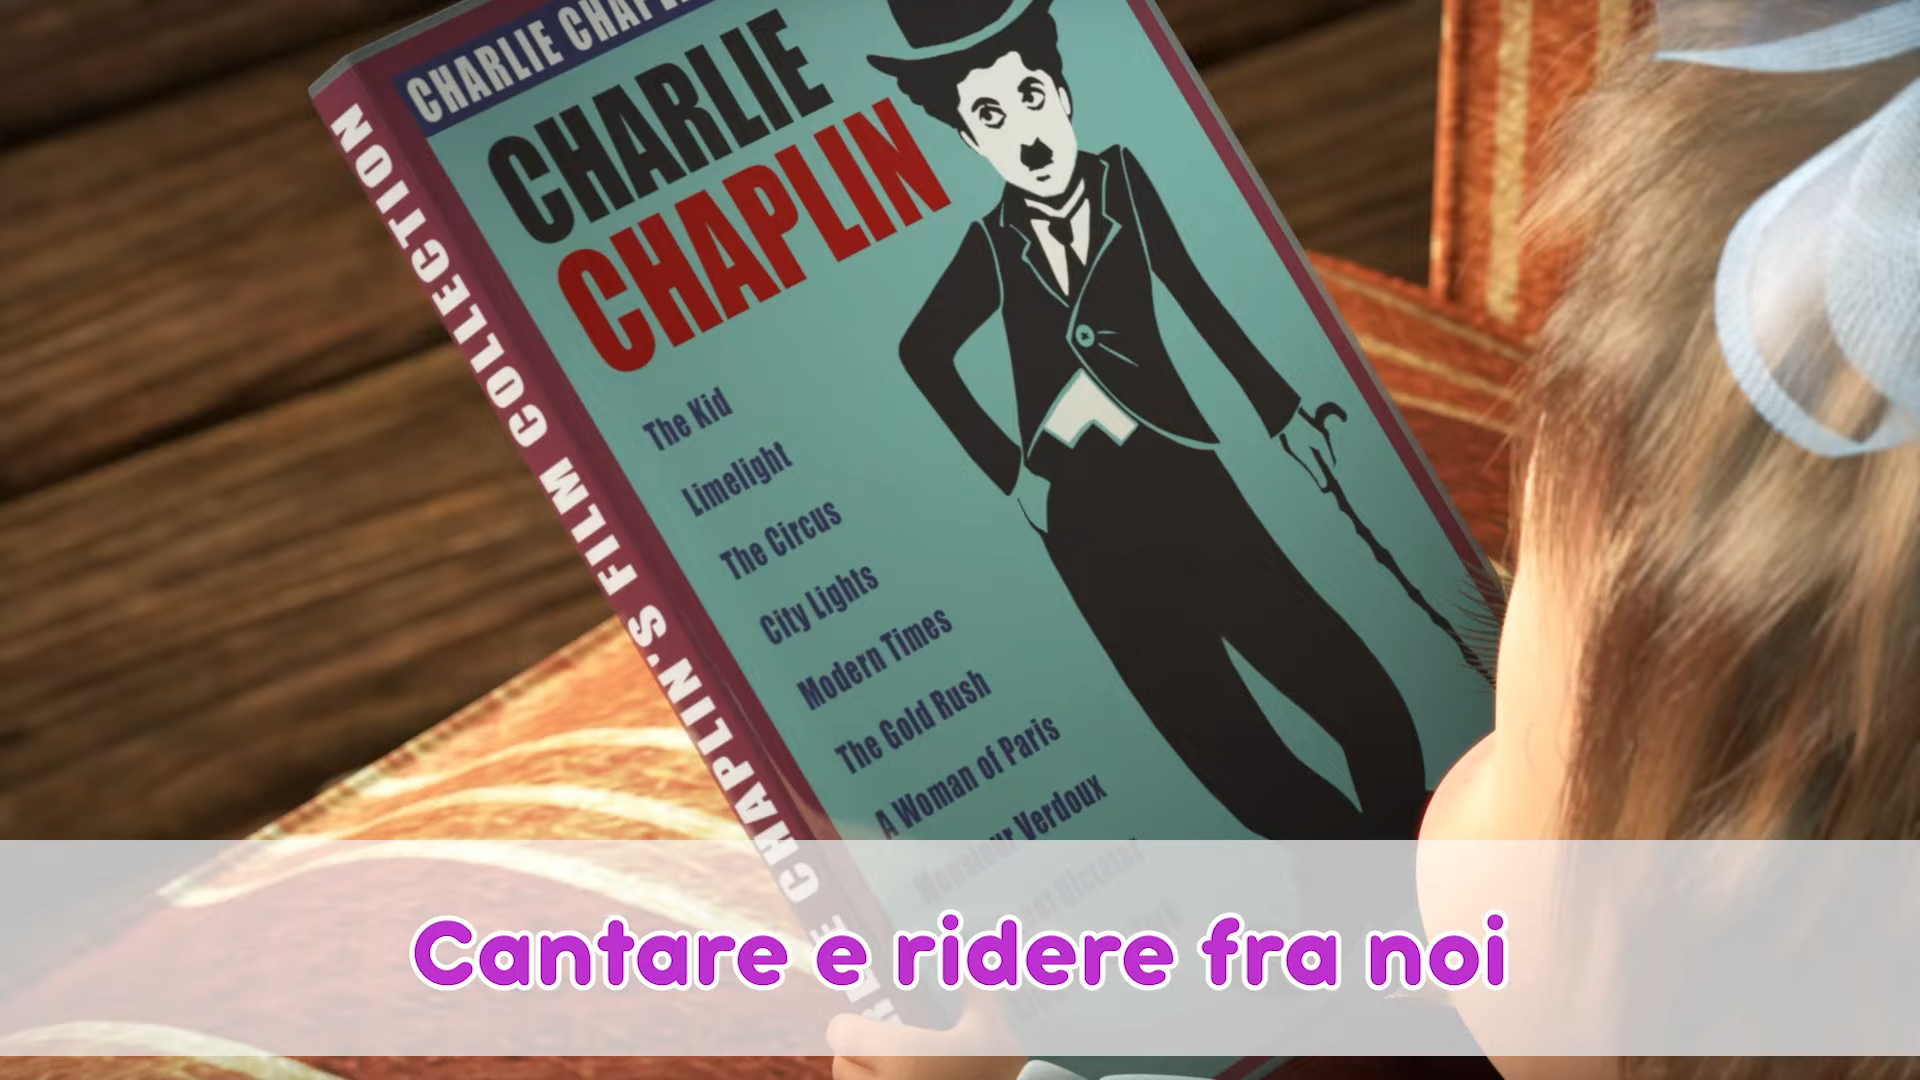 CHARLIE CHAPLIN
CHARLIE
CHAPLIN
The Kid
Limelight
The Circus
City Lights
Modern Times
The Gold Rush
A Woman of Paris
Monsieur Verdoux
CHAPLIN'S FILM COLLECTION
Cantare e ridere fra noi